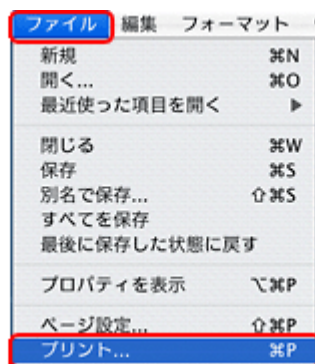 ファイル 編集 フォーマット
新規 ⌘N
開く... ⌘O
最近使った項目を開く ▶
閉じる ⌘W
保存 ⌘S
別名で保存... ⇧⌘S
すべてを保存
最後に保存した状態に戻す
プロパティを表示 ⌥⌘P
ページ設定... ⇧⌘P
プリント... ⌘P